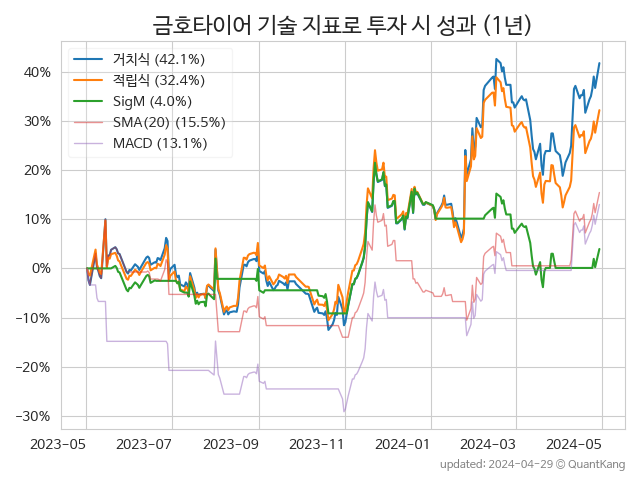 금호타이어 기술 지표로 투자 시 성과 (1년)
거치식 (42.1%)
적립식 (32.4%)
SigM (4.0%)
SMA(20) (15.5%)
MACD (13.1%)
40%
30%
20%
10%
0%
−10%
−20%
−30%
2023-05 2023-07 2023-09 2023-11 2024-01 2024-03 2024-05
updated: 2024-04-29 © QuantKang